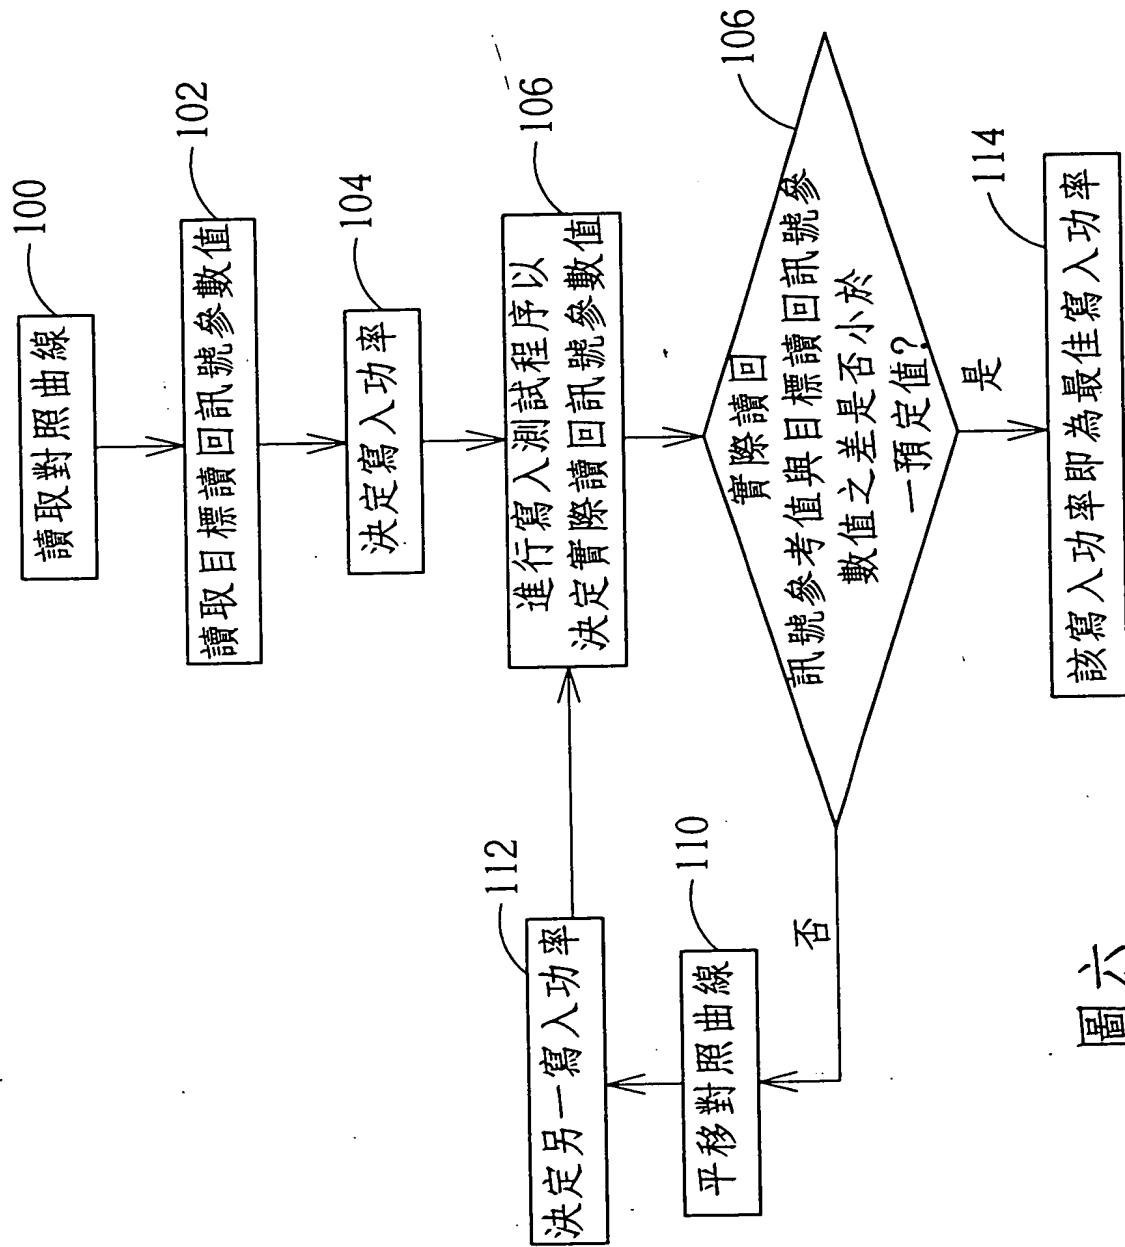 100
讀取對照曲線
102
讀取目標讀回訊號參數值
104
決定寫入功率
106
進行寫入測試程序以
決定實際讀回訊號參數值
106
實際讀回
訊號參考值與目標讀回訊號參
數值之差是否小於
一預定值?
是
114
該寫入功率即為最佳寫入功率
否
110
平移對照曲線
112
決定另一寫入功率
圖六